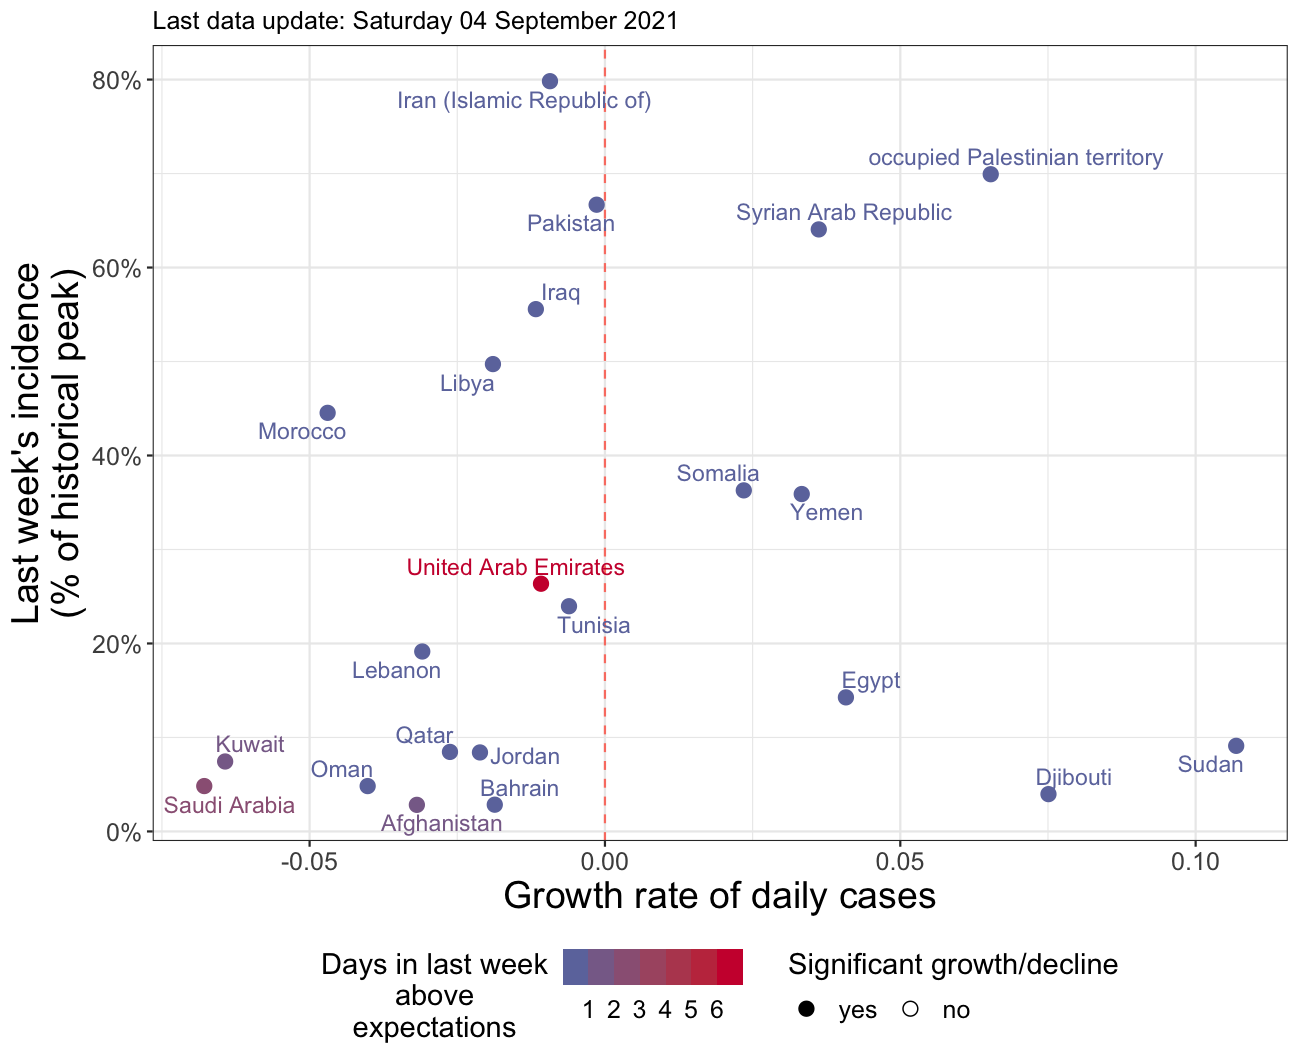 Last data update: Saturday 04 September 2021
80%
Iran (Islamic Republic of)
occupied Palestinian territory
Pakistan
Syrian Arab Republic
60%
Iraq
Libya
Morocco
40%
Somalia
Yemen
United Arab Emirates
Tunisia
20%
Lebanon
Egypt
Qatar
Kuwait
Jordan
Sudan
Oman
Djibouti
Bahrain
Saudi Arabia
Afghanistan
0%
Last week's incidence
(% of historical peak)
-0.05 0.00 0.05 0.10
Growth rate of daily cases
Days in last week
above
expectations
1 2 3 4 5 6
Significant growth/decline
yes no